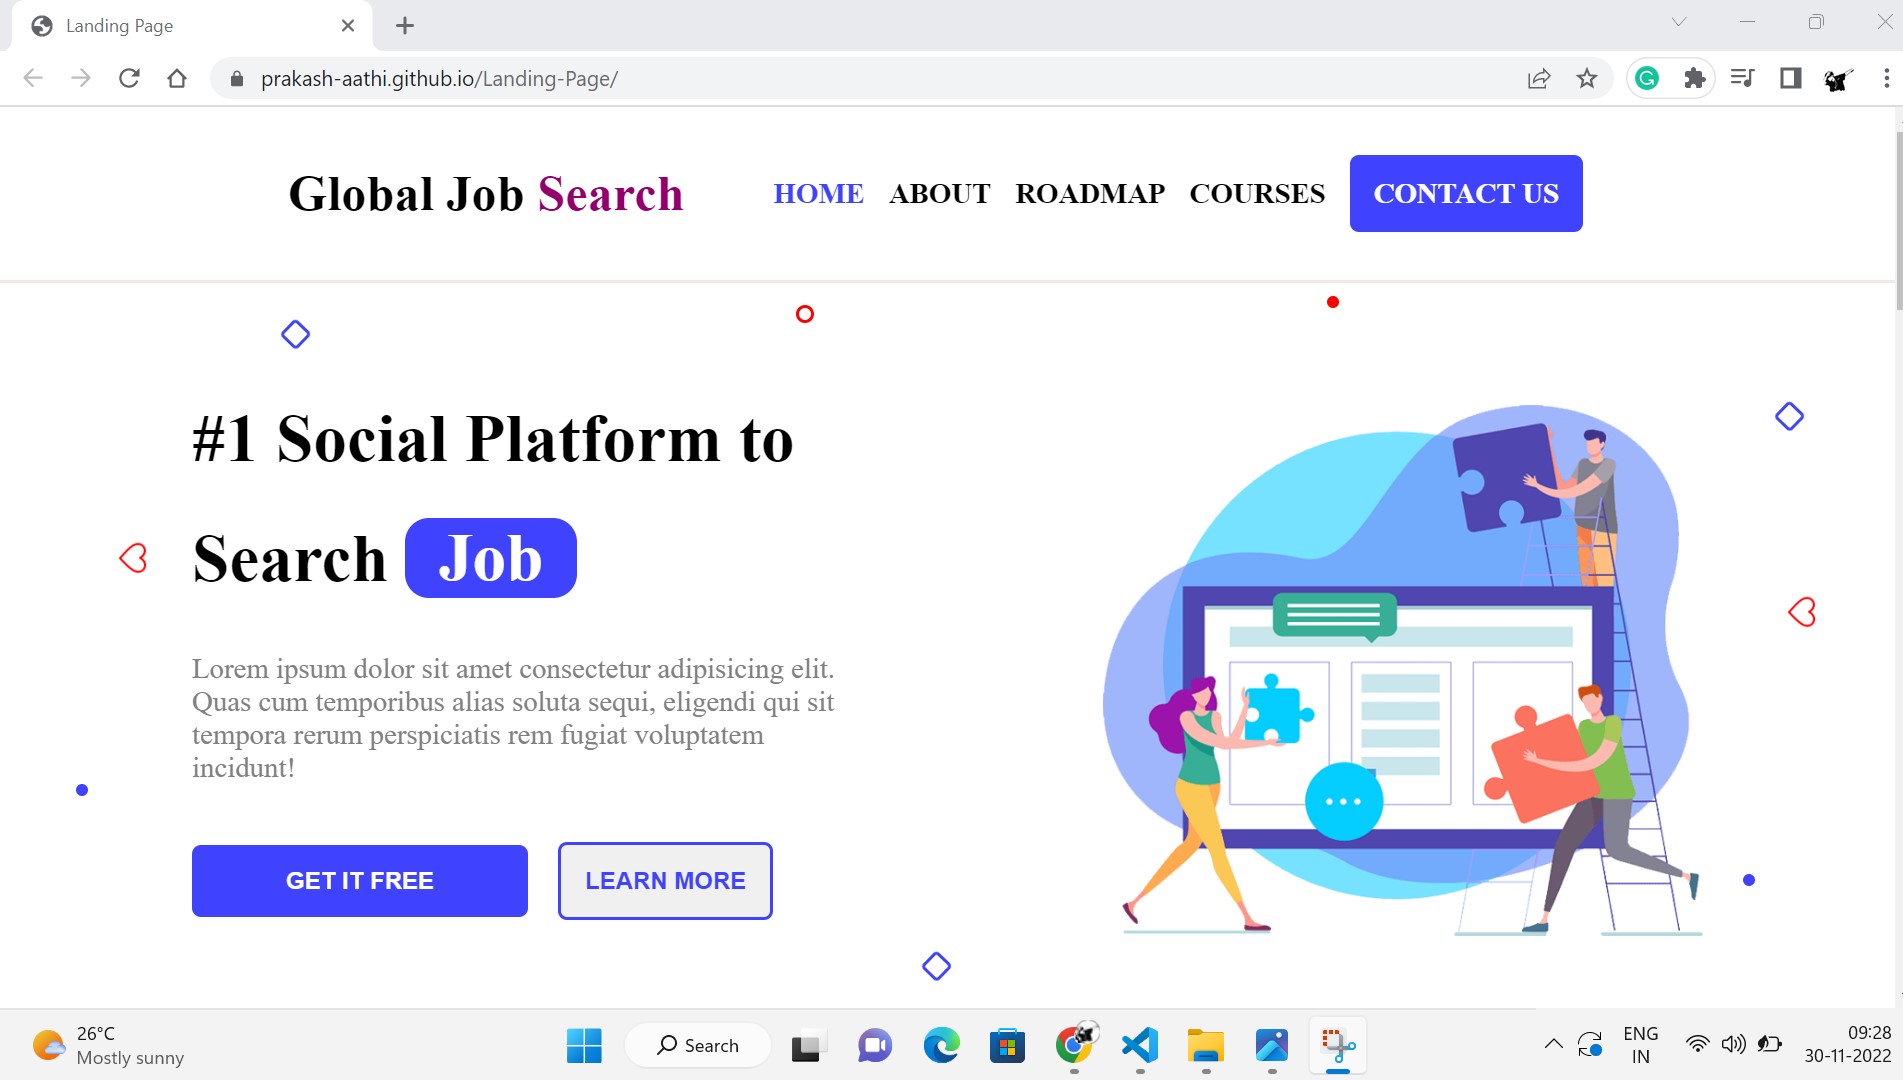 Landing Page
prakash-aathi.github.io/Landing-Page/
Global Job Search
HOME ABOUT ROADMAP COURSES CONTACT US
#1 Social Platform to
Search Job
Lorem ipsum dolor sit amet consectetur adipisicing elit.
Quas cum temporibus alias soluta sequi, eligendi qui sit
tempora rerum perspiciatis rem fugiat voluptatem
incidunt!
GET IT FREE LEARN MORE
26°C
Mostly sunny
Search
ENG
IN
09:28
30-11-2022